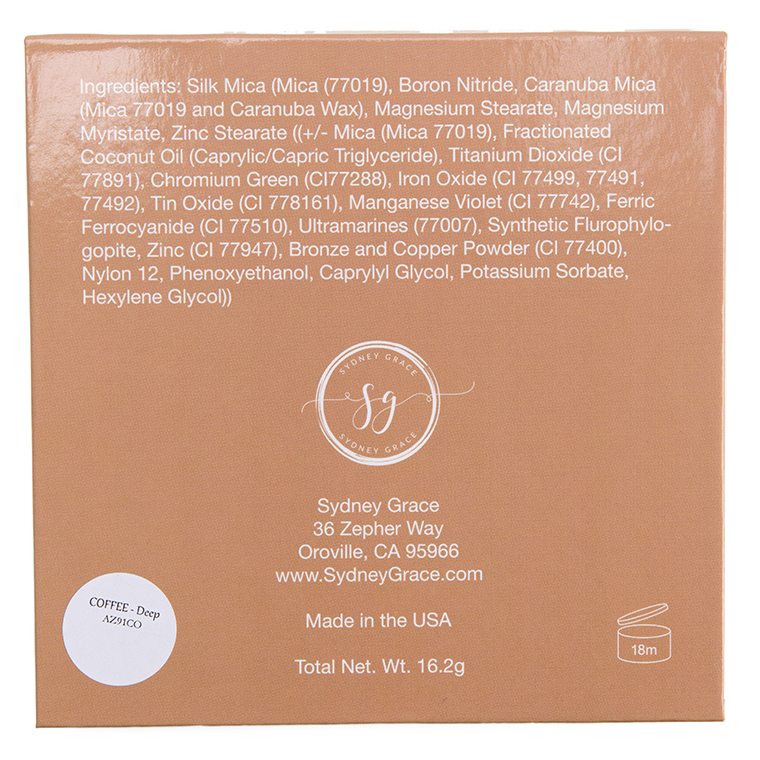 Ingredients: Silk Mica (Mica (77019), Boron Nitride, Caranuba Mica
(Mica 77019 and Caranuba Wax), Magnesium Stearate, Magnesium
Myristate, Zinc Stearate ((+/- Mica (Mica 77019), Fractionated
Coconut Oil (Caprylic/Capric Triglyceride), Titanium Dioxide (CI
77891), Chromium Green (CI77288), Iron Oxide (CI 77499, 77491,
77492), Tin Oxide (CI 778161), Manganese Violet (CI 77742), Ferric
Ferrocyanide (CI 77510), Ultramarines (77007), Synthetic Flurophylo-
gopite, Zinc (CI 77947), Bronze and Copper Powder (CI 77400),
Nylon 12, Phenoxyethanol, Caprylyl Glycol, Potassium Sorbate,
Hexylene Glycol))
SYDNEY GRACE
sg
SYDNEY GRACE
Sydney Grace
36 Zepher Way
Oroville, CA 95966
www.SydneyGrace.com
Made in the USA
Total Net. Wt. 16.2g
COFFEE - Deep
AZ91CO
18m